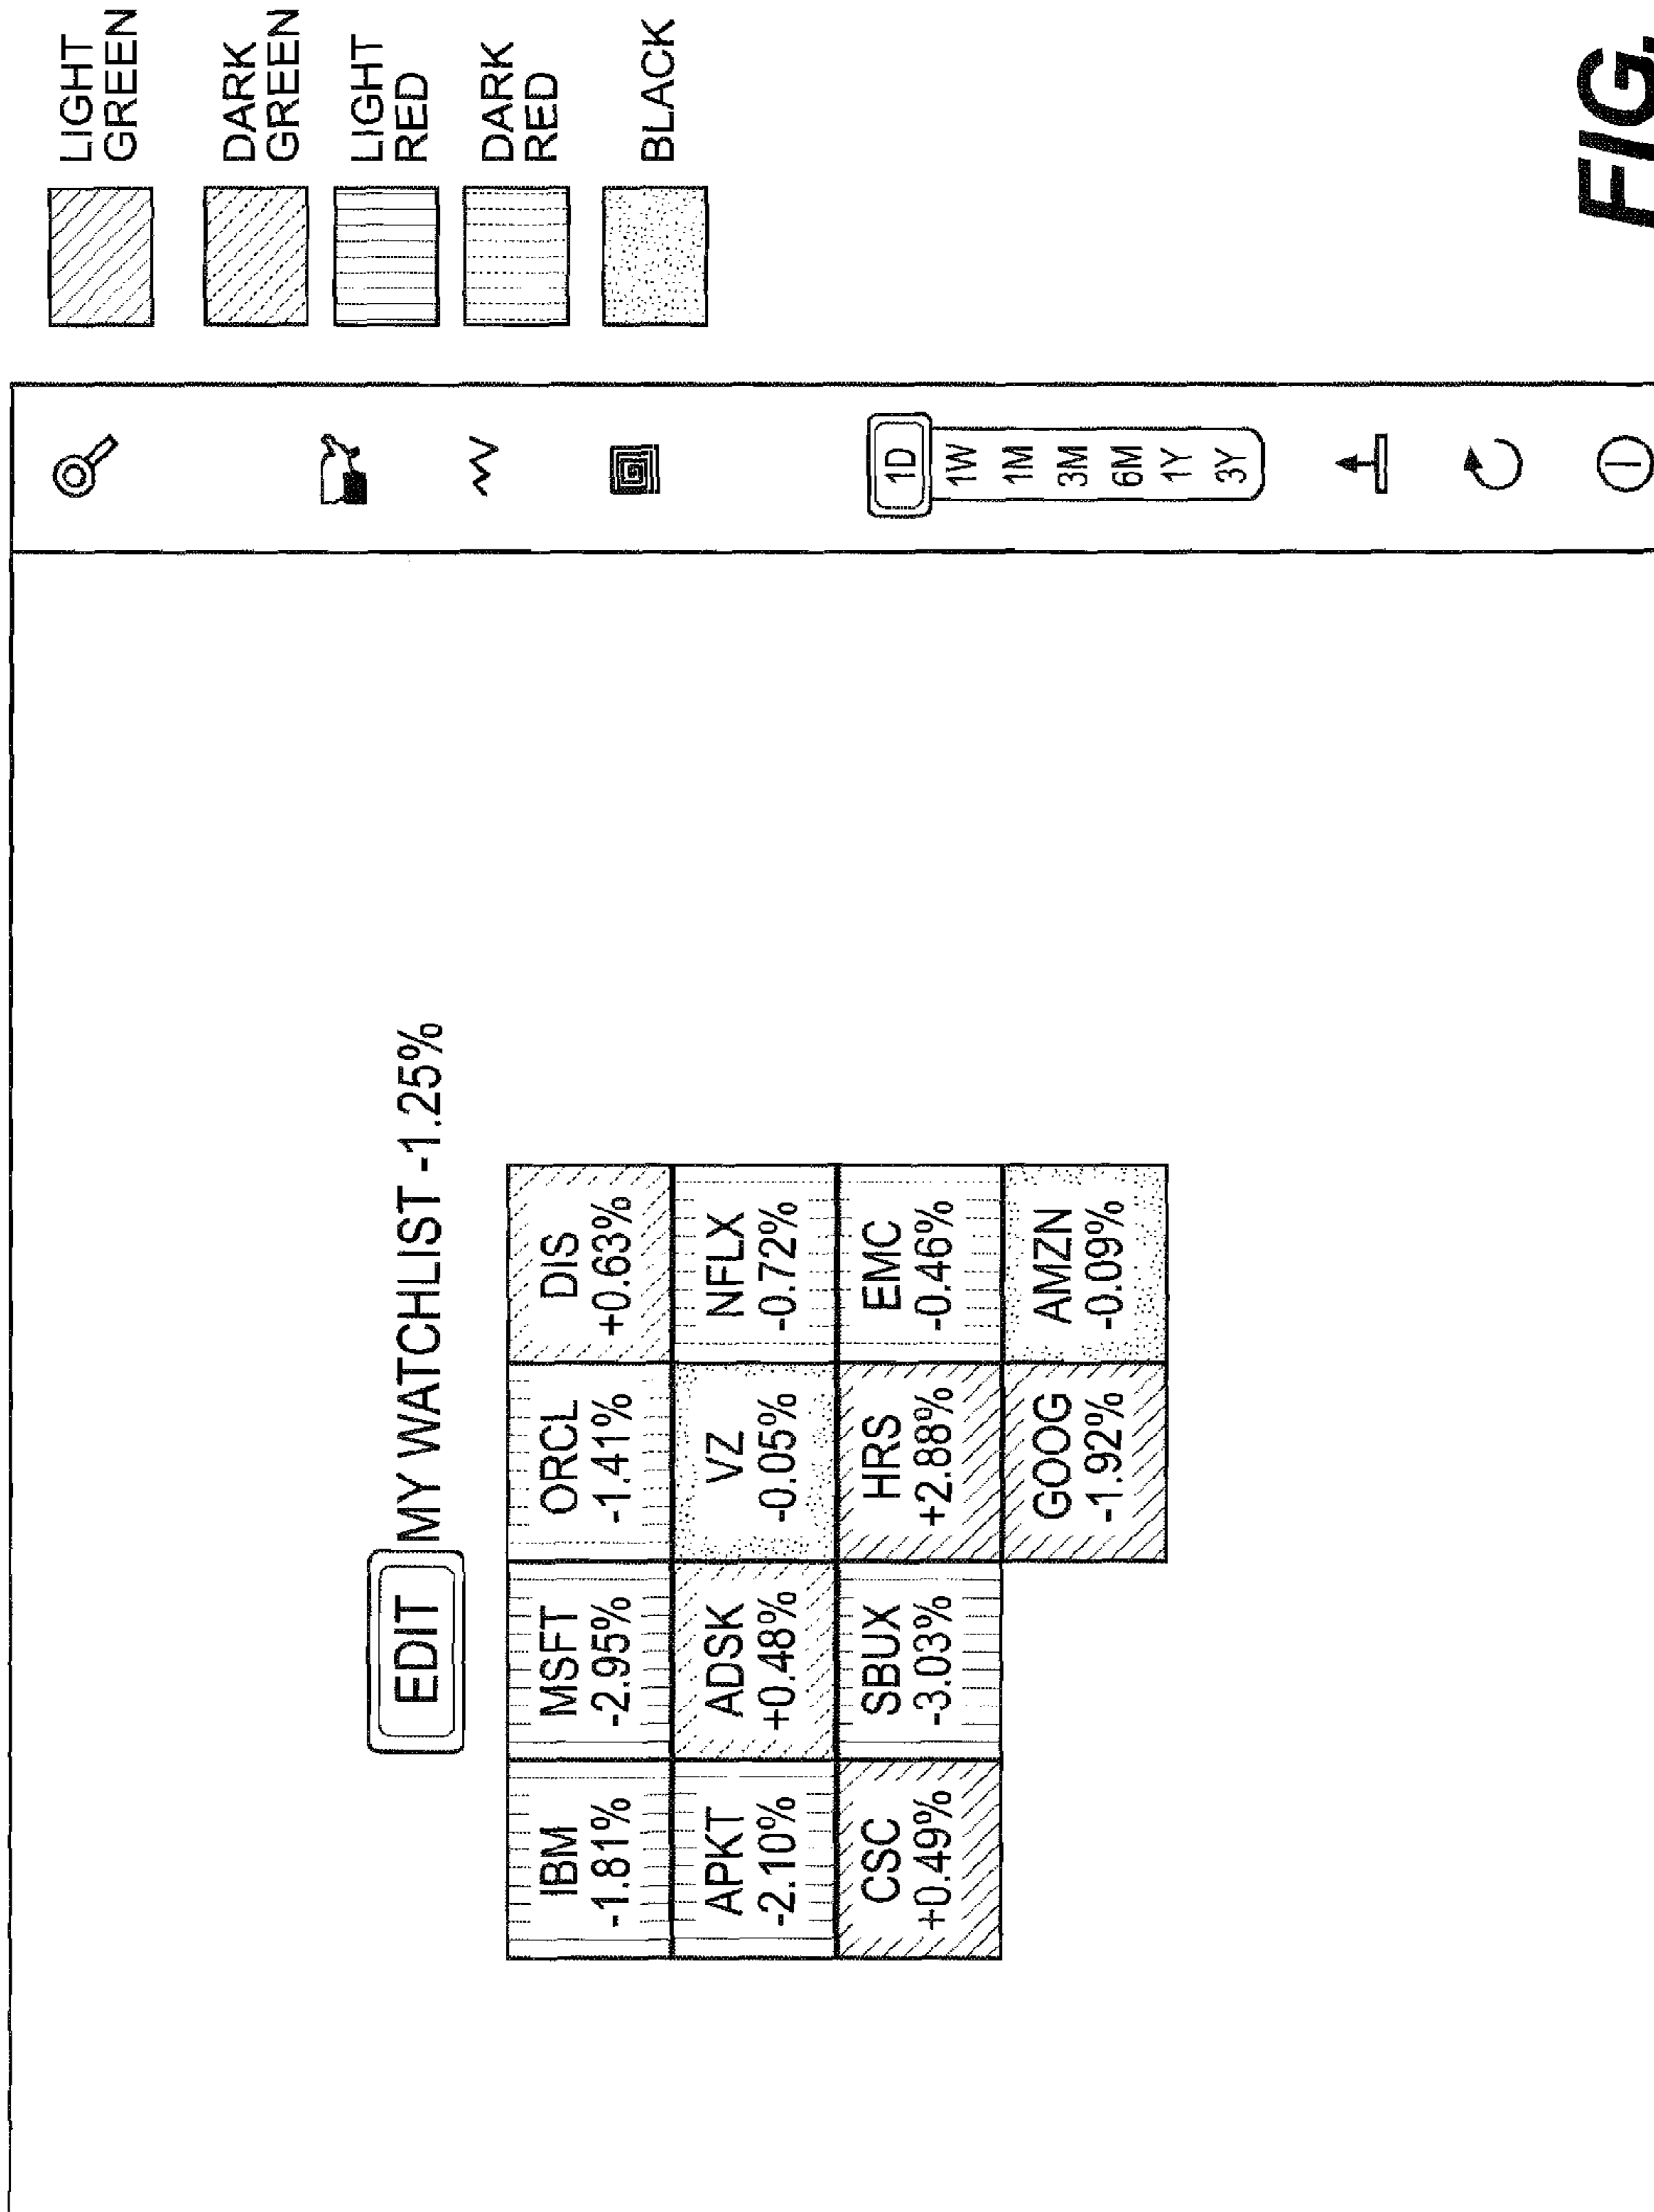 LIGHT
GREEN
DARK
GREEN
LIGHT
RED
DARK
RED
BLACK
1D
1W
1M
3M
6M
1Y
3Y
EDIT MY WATCHLIST -1.25%
IBM MSFT ORCL DIS
-1.81% -2.95% -1.41% +0.63%
APKT ADSK VZ NFLX
-2.10% +0.48% -0.05% -0.72%
CSC SBUX HRS EMC
+0.49% -3.03% +2.88% -0.46%
GOOG AMZN
-1.92% -0.09%
FIG.